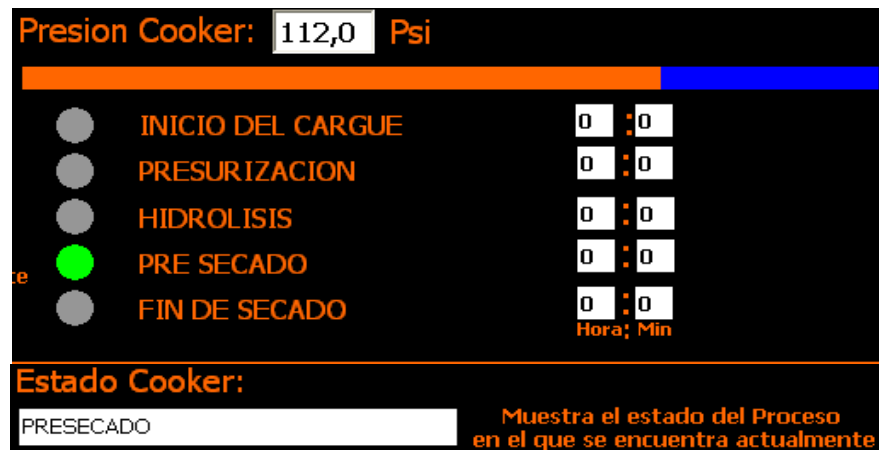 Presion Cooker: 112,0 Psi
INICIO DEL CARGUE 0 : 0
PRESURIZACION 0 : 0
HIDROLISIS 0 : 0
te PRE SECADO 0 : 0
FIN DE SECADO 0 : 0
Hora; Min
Estado Cooker:
PRESECADO
Muestra el estado del Proceso
en el que se encuentra actualmente